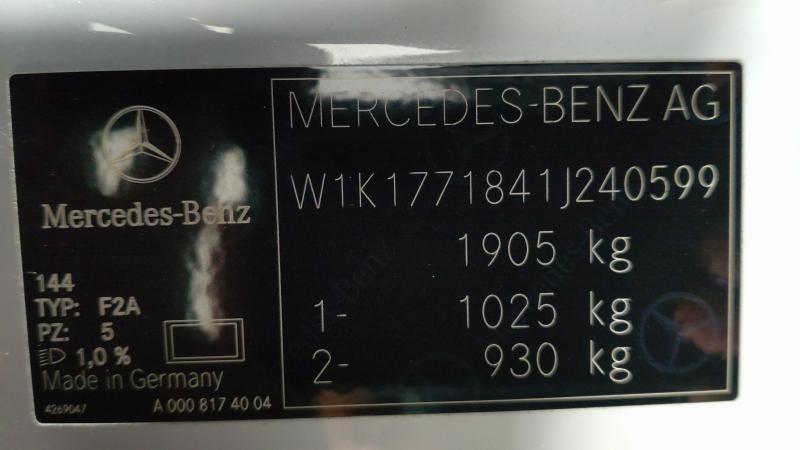 MERCEDES-BENZ AG
W1K1771841J240599
1905 kg
1- 1025 kg
2- 930 kg
Mercedes-Benz
144
TYP: F2A
PZ: 5
1,0 %
Made in Germany
4269047 A 000 817 40 04